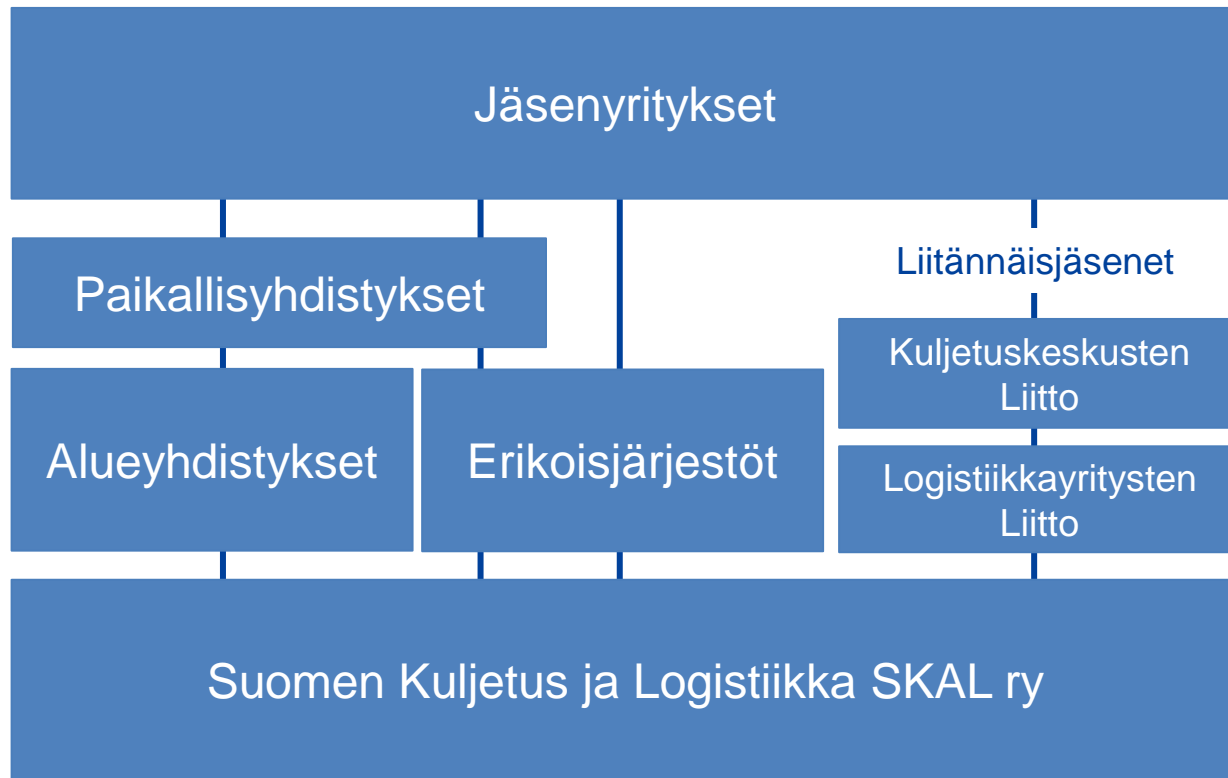 Jäsenyritykset
Paikallisyhdistykset
Liitännäisjäsenet
Kuljetuskeskusten
Liitto
Alueyhdistykset
Erikoisjärjestöt
Logistiikkayritysten
Liitto
Suomen Kuljetus ja Logistiikka SKAL ry